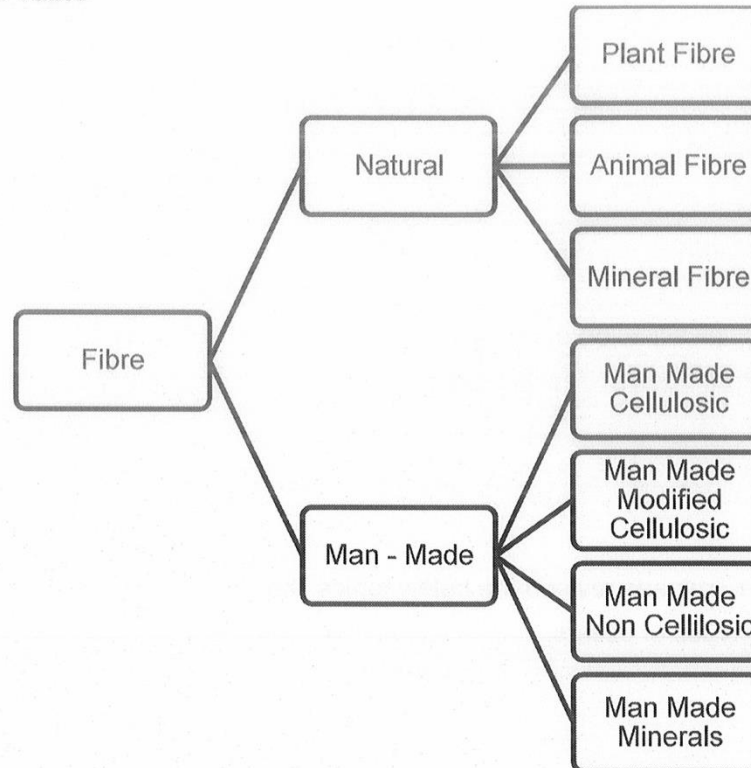 Plant Fibre
Natural
Animal Fibre
Mineral Fibre
Fibre
Man Made
Cellulosic
Man Made
Modified
Cellulosic
Man - Made
Man Made
Non Cellilosic
Man Made
Minerals